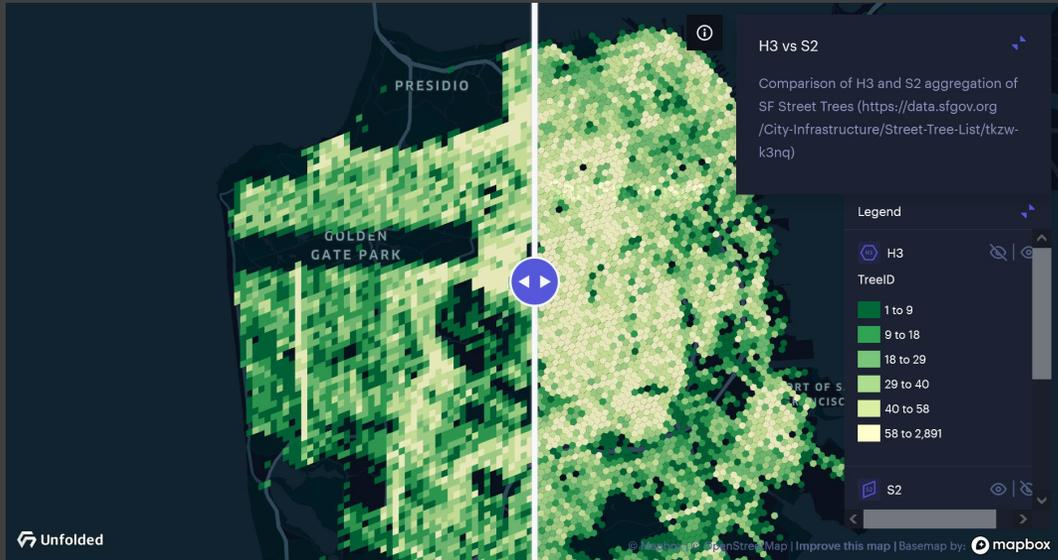 PRESIDIO
GOLDEN
GATE PARK
H3 vs S2
Comparison of H3 and S2 aggregation of
SF Street Trees (https://data.sfgov.org
/City-Infrastructure/Street-Tree-List/tkzw-
k3nq)
Legend
H3
TreeID
1 to 9
9 to 18
18 to 29
29 to 40
40 to 58
58 to 2,891
S2
Unfolded
© Mapbox © OpenStreetMap | Improve this map | Basemap by: mapbox